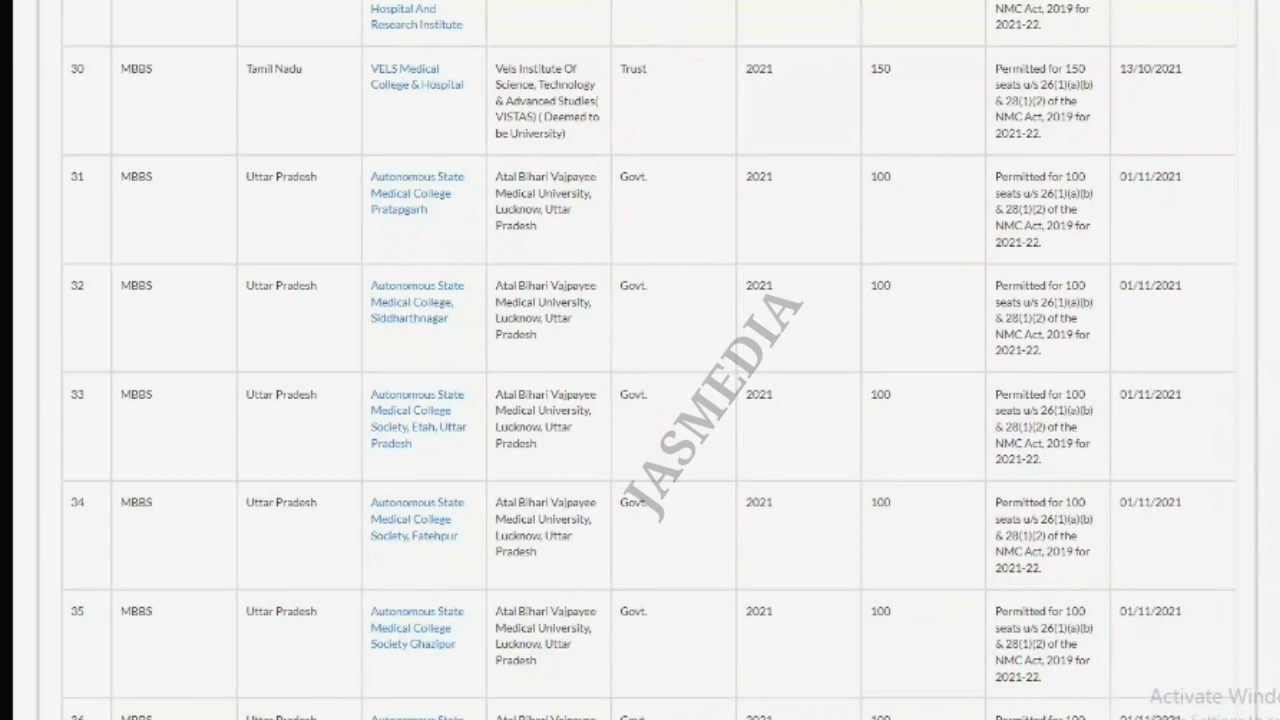 Hospital And
Research Institute
NMC Act, 2019 for
2021-22.
30
MBBS
Tamil Nadu
VELS Medical
College & Hospital
Vels Institute Of
Science, Technology
& Advanced Studies(
VISTAS) ( Deemed to
be University)
Trust
2021
150
Permitted for 150
seats u/s 26(1)(a)(b)
& 28(1)(2) of the
NMC Act, 2019 for
2021-22.
13/10/2021
31
MBBS
Uttar Pradesh
Autonomous State
Medical College
Pratapgarh
Atal Bihari Vajpayee
Medical University,
Lucknow, Uttar
Pradesh
Govt.
2021
100
Permitted for 100
seats u/s 26(1)(a)(b)
& 28(1)(2) of the
NMC Act, 2019 for
2021-22.
01/11/2021
32
MBBS
Uttar Pradesh
Autonomous State
Medical College,
Siddharthnagar
Atal Bihari Vajpayee
Medical University,
Lucknow, Uttar
Pradesh
Govt.
2021
100
Permitted for 100
seats u/s 26(1)(a)(b)
& 28(1)(2) of the
NMC Act, 2019 for
2021-22.
01/11/2021
33
MBBS
Uttar Pradesh
Autonomous State
Medical College
Society, Etah, Uttar
Pradesh
Atal Bihari Vajpayee
Medical University,
Lucknow, Uttar
Pradesh
Govt.
2021
100
Permitted for 100
seats u/s 26(1)(a)(b)
& 28(1)(2) of the
NMC Act, 2019 for
2021-22.
01/11/2021
34
MBBS
Uttar Pradesh
Autonomous State
Medical College
Society, Fatehpur
Atal Bihari Vajpayee
Medical University,
Lucknow, Uttar
Pradesh
Govt.
2021
100
Permitted for 100
seats u/s 26(1)(a)(b)
& 28(1)(2) of the
NMC Act, 2019 for
2021-22.
01/11/2021
35
MBBS
Uttar Pradesh
Autonomous State
Medical College
Society Ghazipur
Atal Bihari Vajpayee
Medical University,
Lucknow, Uttar
Pradesh
Govt.
2021
100
Permitted for 100
seats u/s 26(1)(a)(b)
& 28(1)(2) of the
NMC Act, 2019 for
2021-22.
01/11/2021
JASMEDIA
Activate Wind